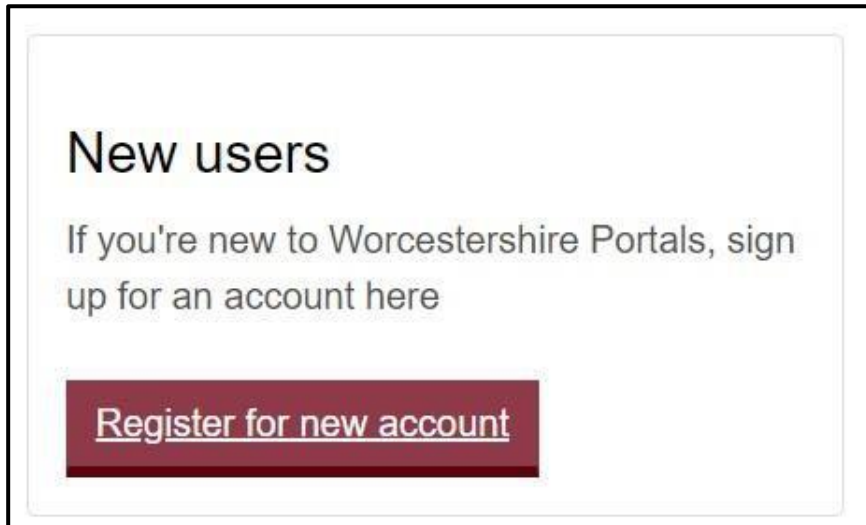 New users
If you're new to Worcestershire Portals, sign
up for an account here
Register for new account